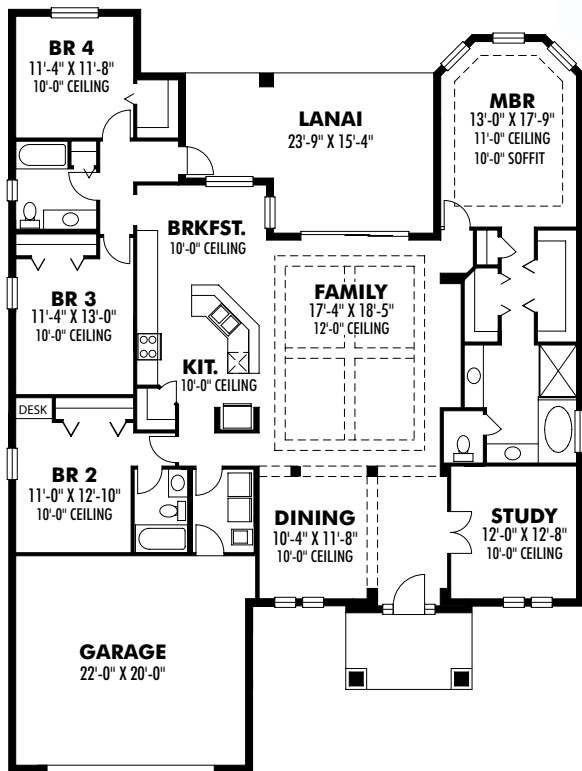 BR 4
11'-4" X 11'-8"
10'-0" CEILING
LANAI
23'-9" X 15'-4"
MBR
13'-0" X 17'-9"
11'-0" CEILING
10'-0" SOFFIT
BRKFST.
10'-0" CEILING
BR 3
11'-4" X 13'-0"
10'-0" CEILING
FAMILY
17'-4" X 18'-5"
12'-0" CEILING
KIT.
10'-0" CEILING
DESK
BR 2
11'-0" X 12'-10"
10'-0" CEILING
DINING
10'-4" X 11'-8"
10'-0" CEILING
STUDY
12'-0" X 12'-8"
10'-0" CEILING
GARAGE
22'-0" X 20'-0"